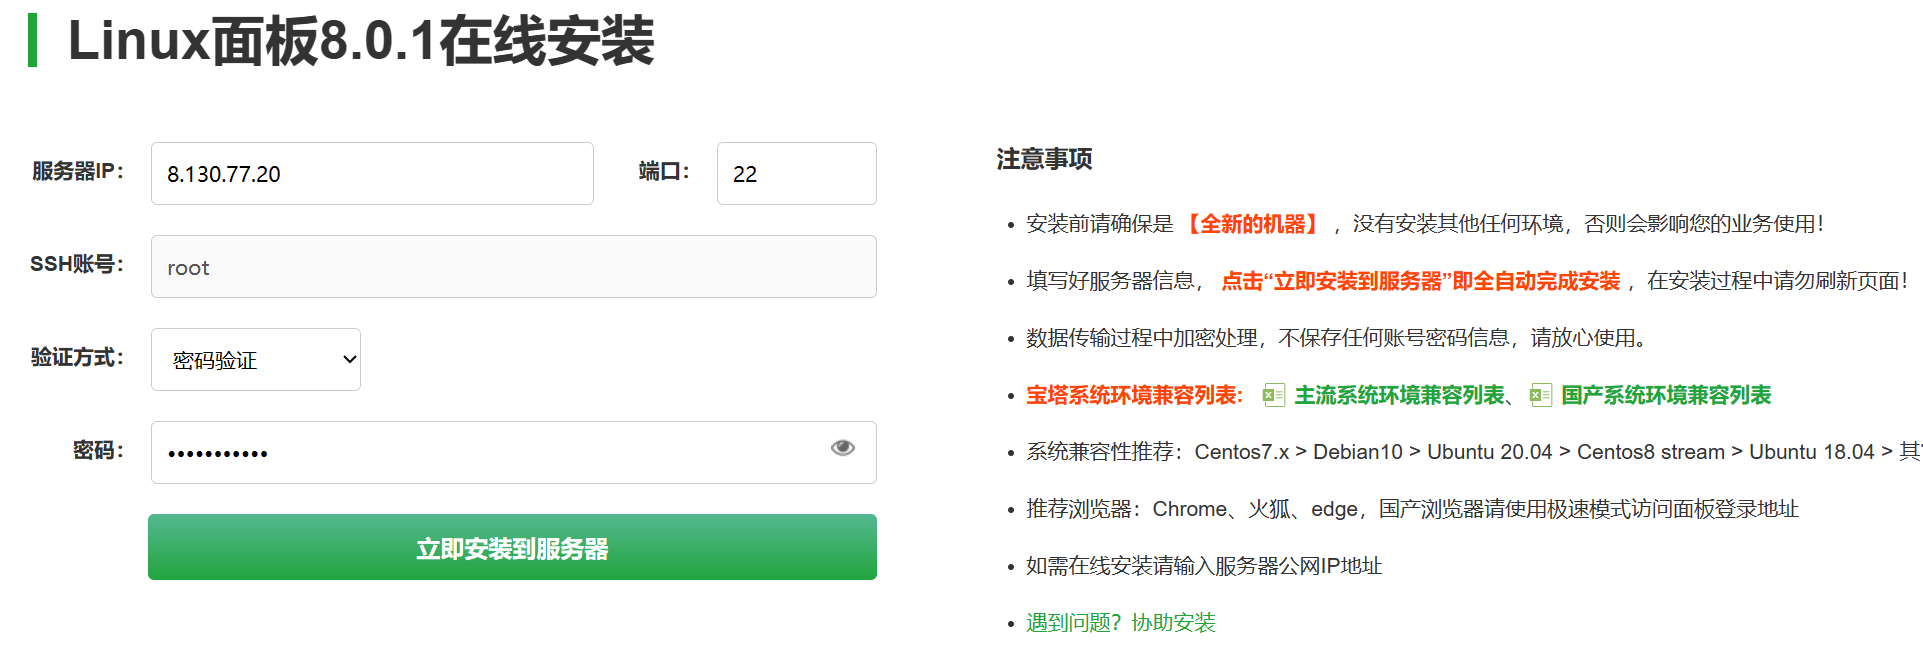 Linux面板8.0.1在线安装
服务器IP：
8.130.77.20
端口：
22
SSH账号：
root
验证方式：
密码验证
密码：
•••••••••••
立即安装到服务器
注意事项
• 安装前请确保是【全新的机器】，没有安装其他任何环境，否则会影响您的业务使用！
• 填写好服务器信息，点击“立即安装到服务器”即全自动完成安装，在安装过程中请勿刷新页面！
• 数据传输过程中加密处理，不保存任何账号密码信息，请放心使用。
• 宝塔系统环境兼容列表: 主流系统环境兼容列表、国产系统环境兼容列表
• 系统兼容性推荐：Centos7.x > Debian10 > Ubuntu 20.04 > Centos8 stream > Ubuntu 18.04 > 其
• 推荐浏览器：Chrome、火狐、edge，国产浏览器请使用极速模式访问面板登录地址
• 如需在线安装请输入服务器公网IP地址
• 遇到问题？协助安装